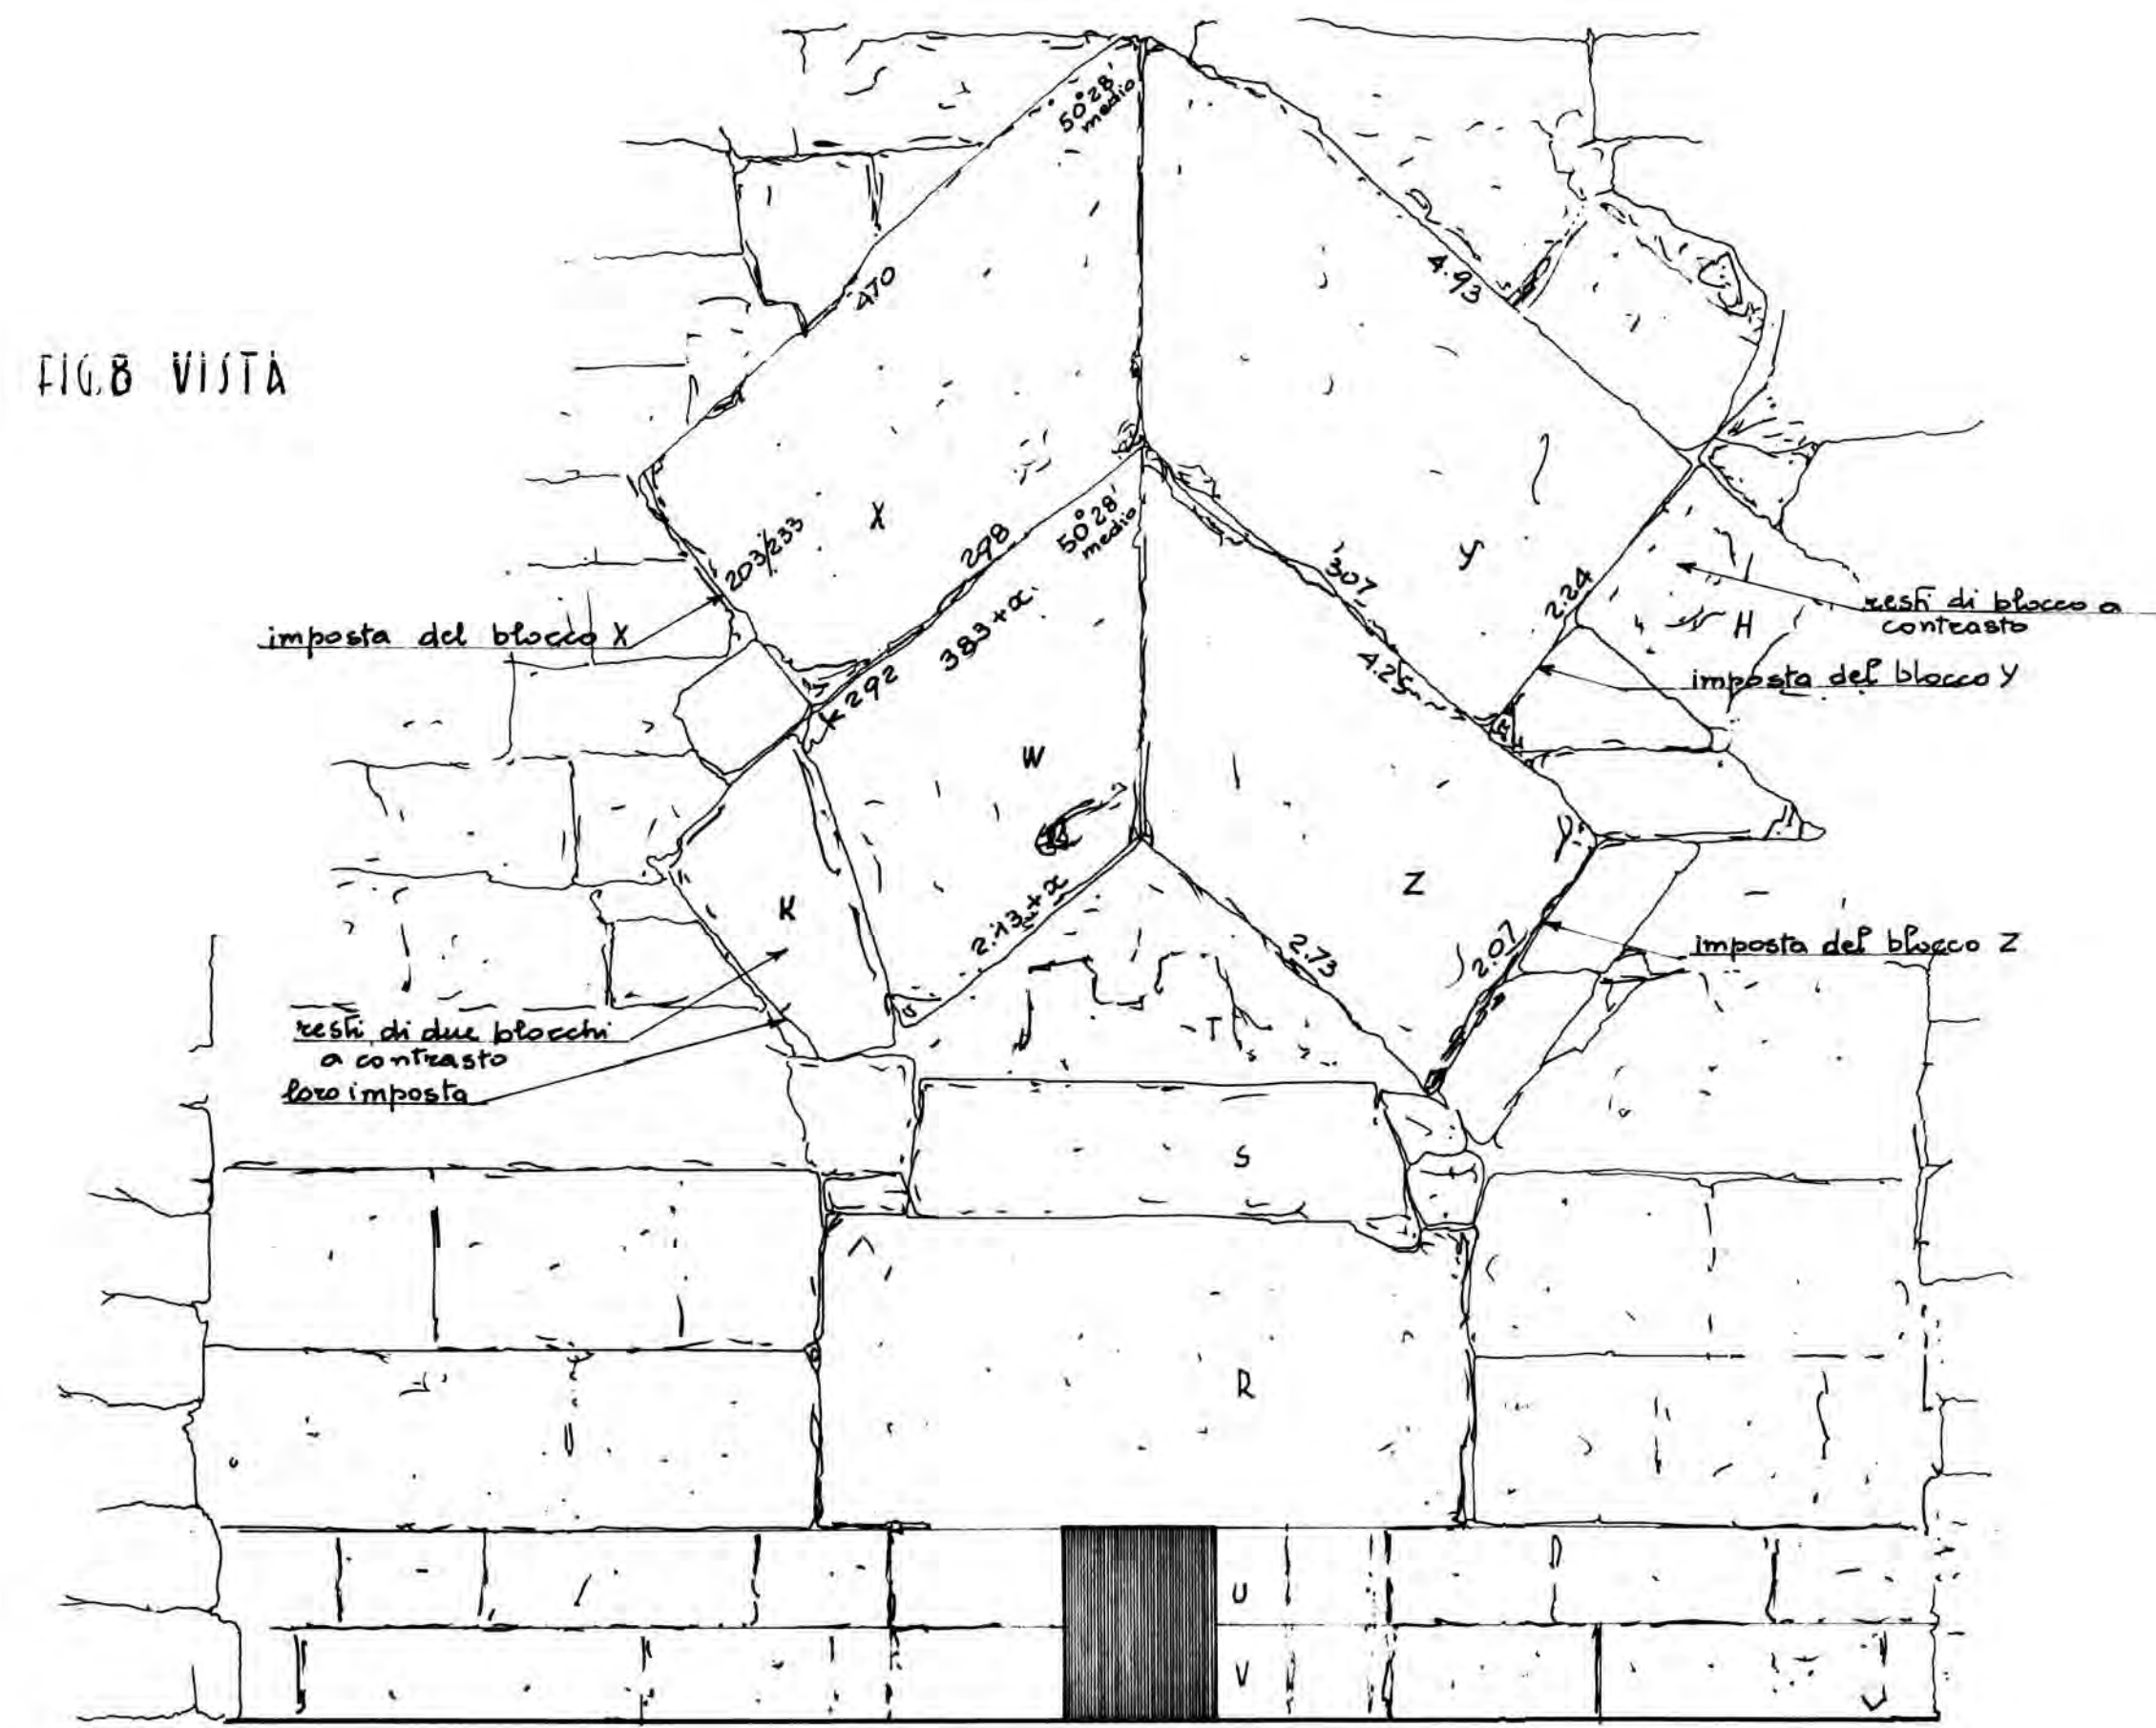 50°28'
medio
470
4.93
FIG.8 VISTA
X
203/233
298
50°28'
medio
307
Y
2.24
resti di blocco a
contrasto
H
imposta del blocco X
383+x
4.25
imposta del blocco Y
K 292
W
Z
K
2.13+x
2.73
2.07
imposta del blocco Z
resti di due blocchi
a contrasto
loro imposta
T
S
R
U
V